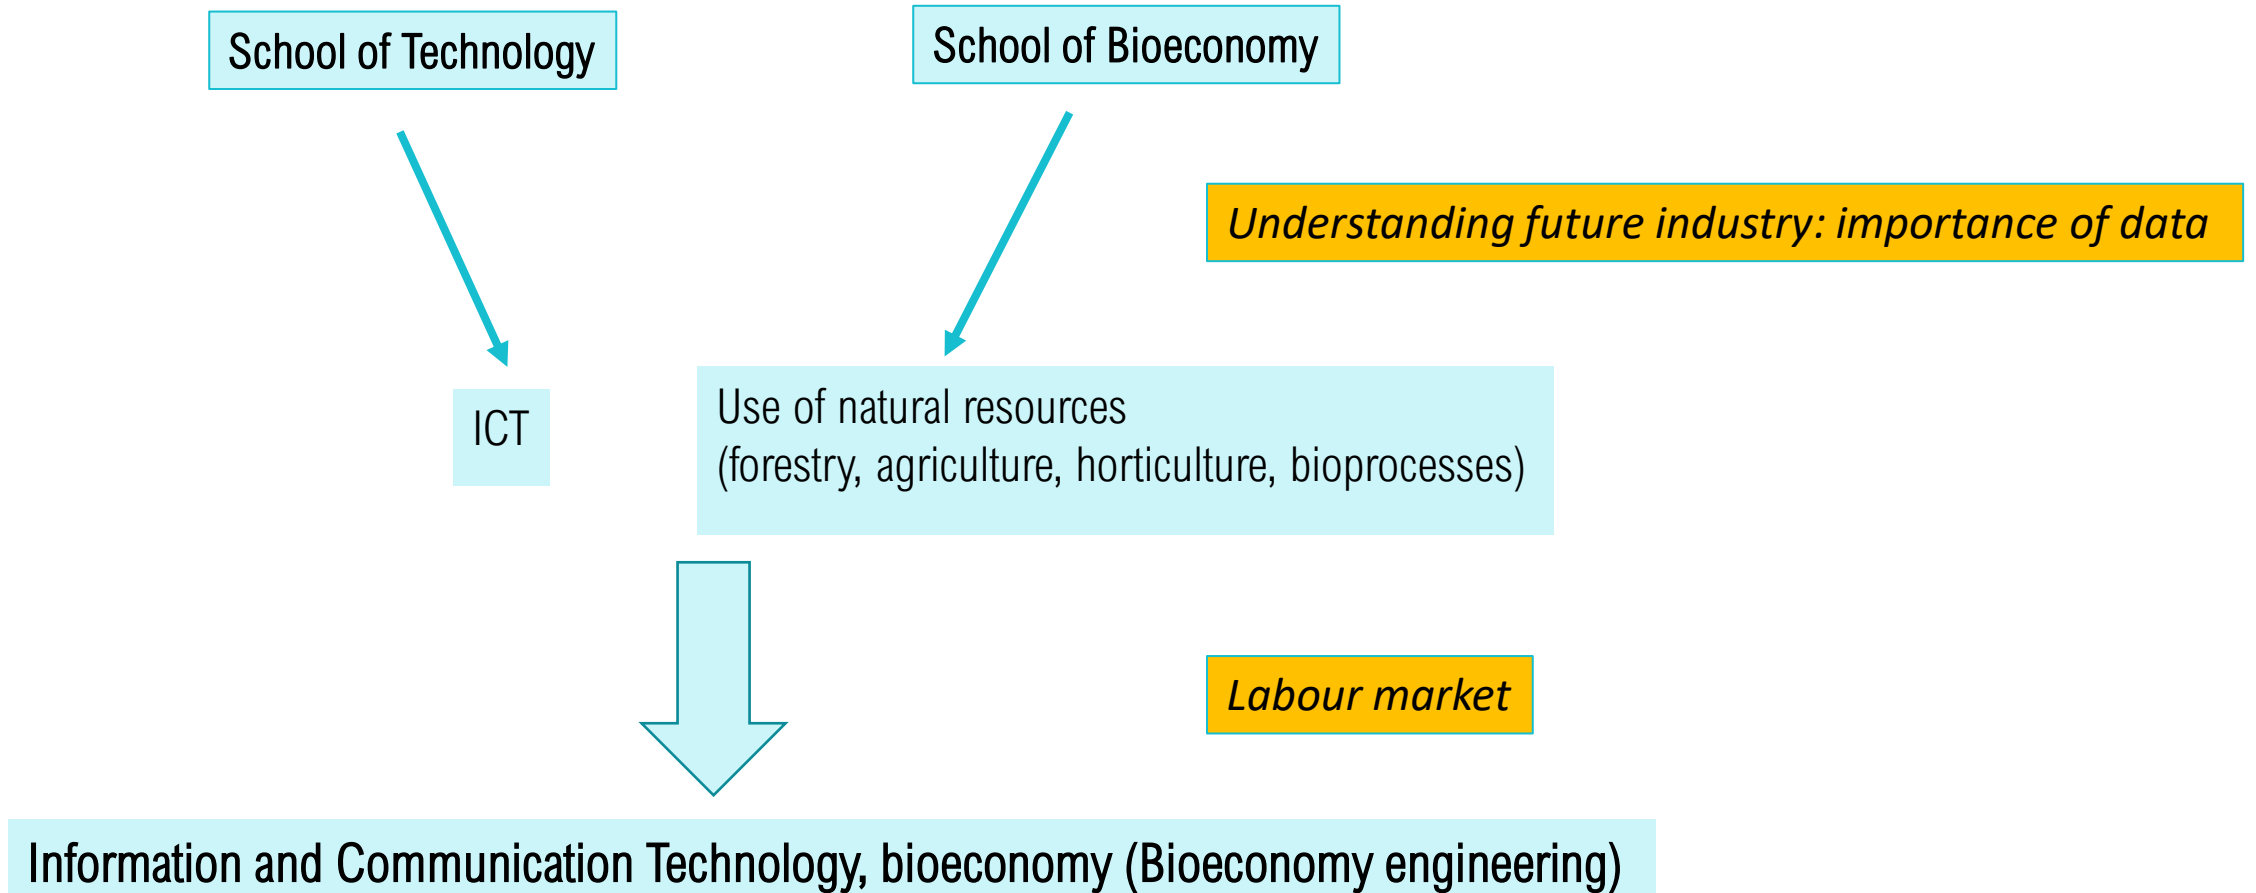 School of Technology
School of Bioeconomy
Understanding future industry: importance of data
ICT
Use of natural resources
(forestry, agriculture, horticulture, bioprocesses)
Labour market
Information and Communication Technology, bioeconomy (Bioeconomy engineering)